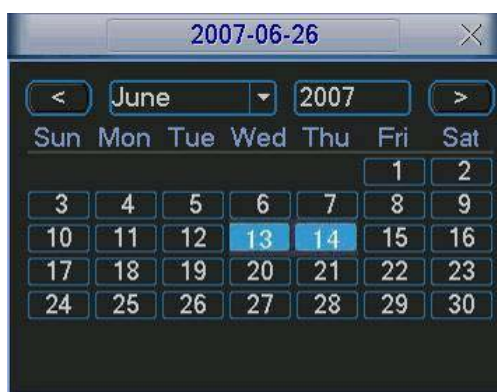 2007-06-26
< June 2007 >
Sun Mon Tue Wed Thu Fri Sat
1 2
3 4 5 6 7 8 9
10 11 12 13 14 15 16
17 18 19 20 21 22 23
24 25 26 27 28 29 30